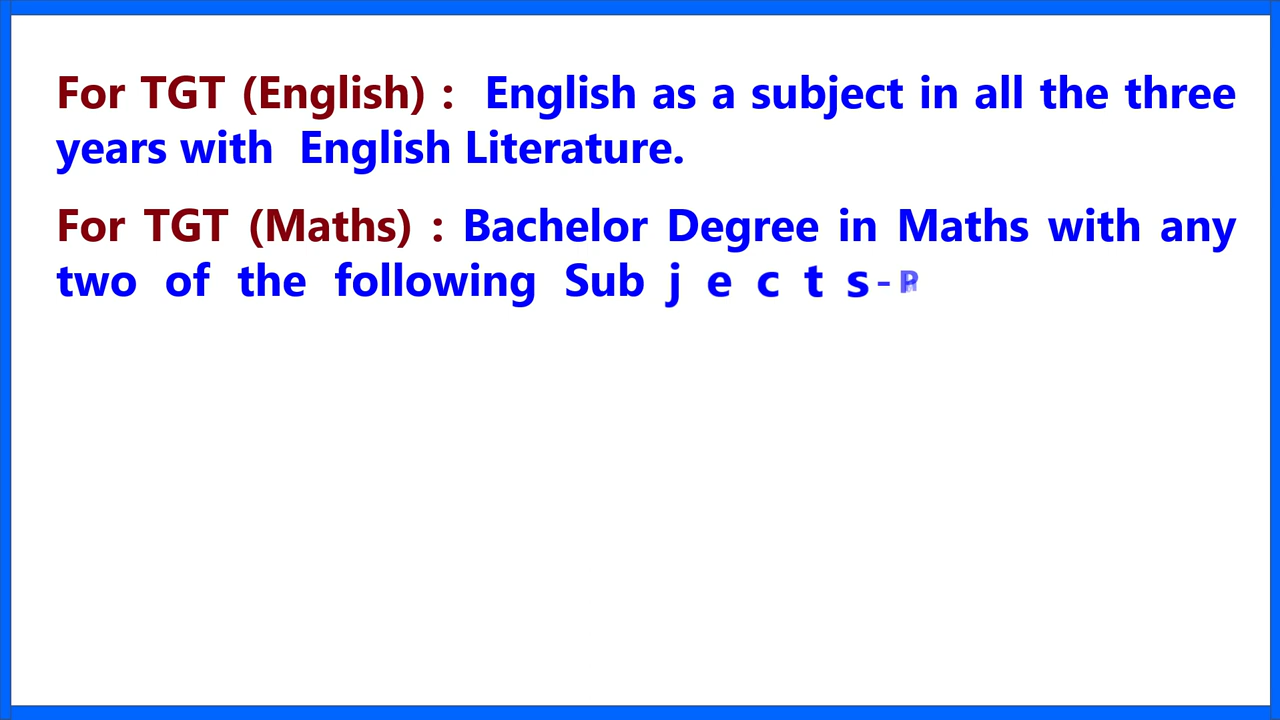 For TGT (English) : English as a subject in all the three
years with English Literature.
For TGT (Maths) : Bachelor Degree in Maths with any
two of the following Subjects-